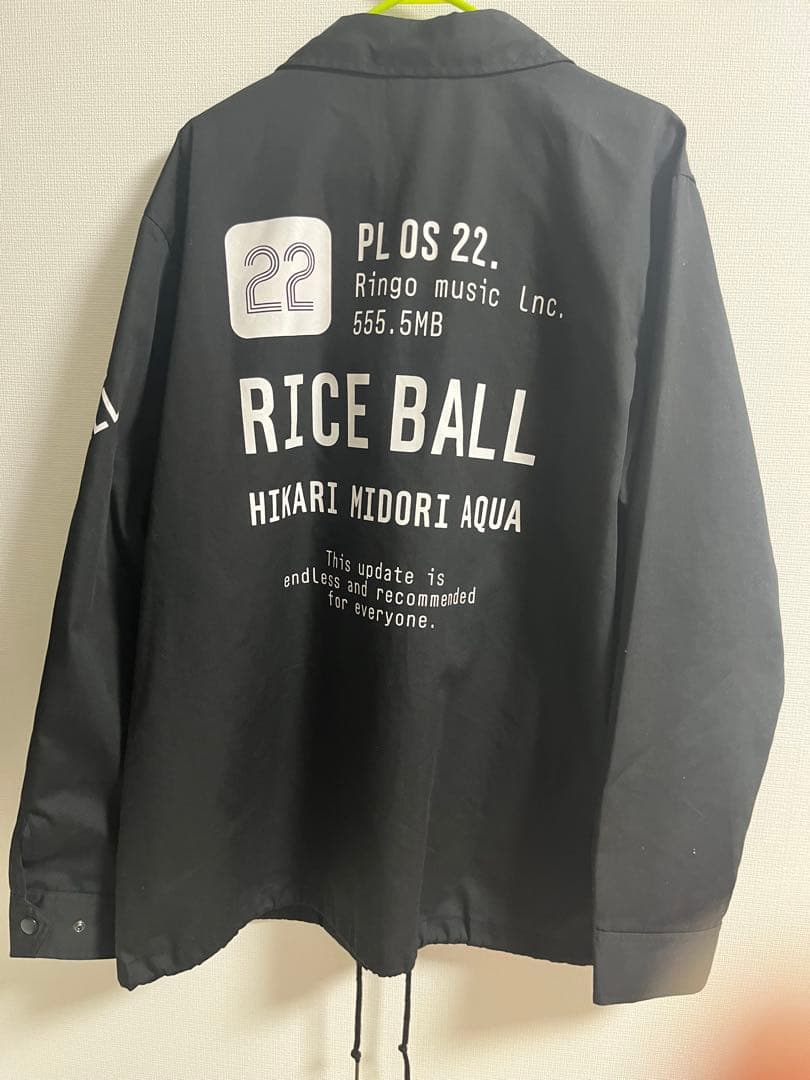 22
PL OS 22.
Ringo music lnc.
555.5MB
RICE BALL
HIKARI MIDORI AQUA
This update is
endless and recommended
for everyone.